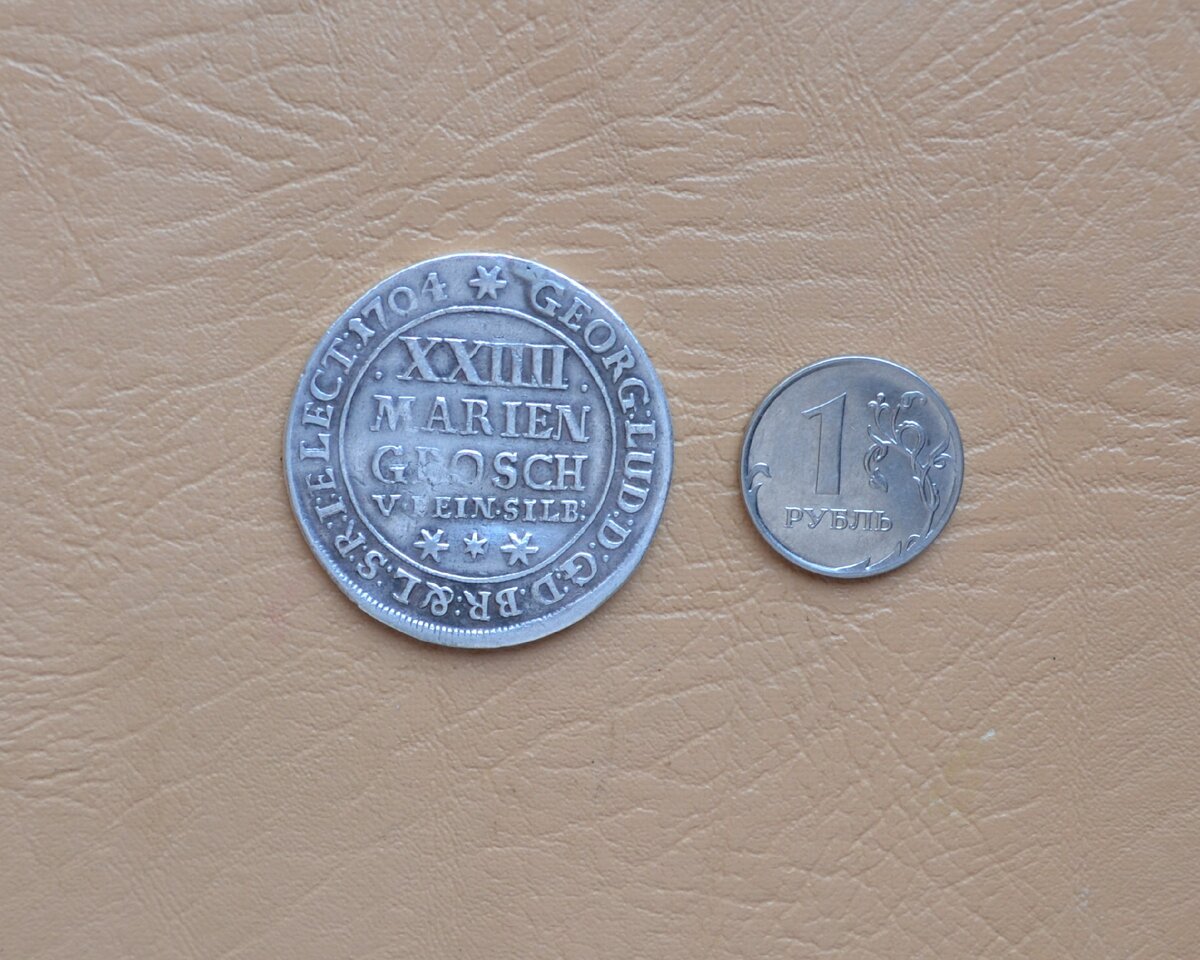 GEORG:LUD:D:G:D:BR:&L.S.R:I:ELECT:1704
.XXIIII.
MARIEN
GROSCH
V·FEIN·SILB:
1
РУБЛЬ